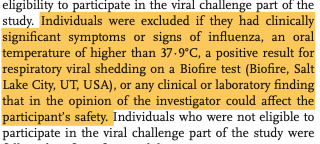 eligibility to participate in the viral challenge part of the
study. Individuals were excluded if they had clinically
significant symptoms or signs of influenza, an oral
temperature of higher than 37·9°C, a positive result for
respiratory viral shedding on a Biofire test (Biofire, Salt
Lake City, UT, USA), or any clinical or laboratory finding
that in the opinion of the investigator could affect the
participant's safety. Individuals who were not eligible to
participate in the viral challenge part of the study were